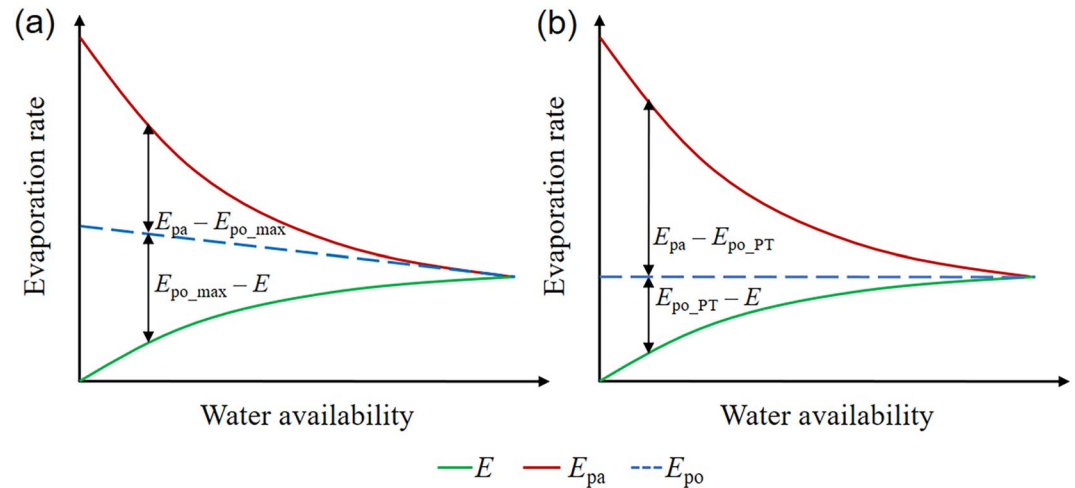 (a)
Evaporation rate
E_pa − E_po_max
E_po_max − E
Water availability
(b)
Evaporation rate
E_pa − E_po_PT
E_po_PT − E
Water availability
E E_pa E_po